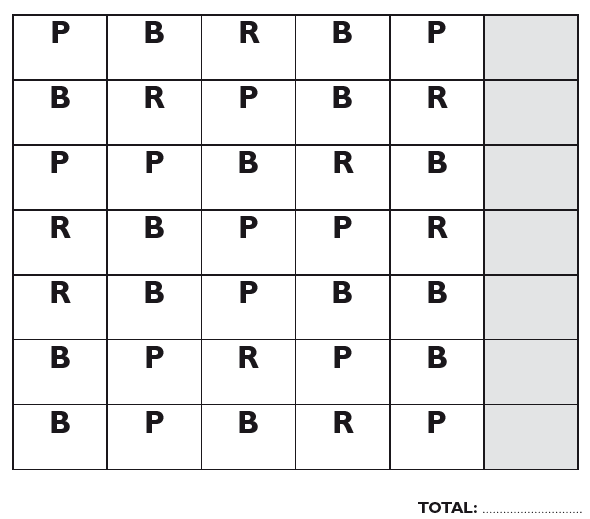 P B R B P
B R P B R
P P B R B
R B P P R
R B P B B
B P R P B
B P B R P
TOTAL: ..............................